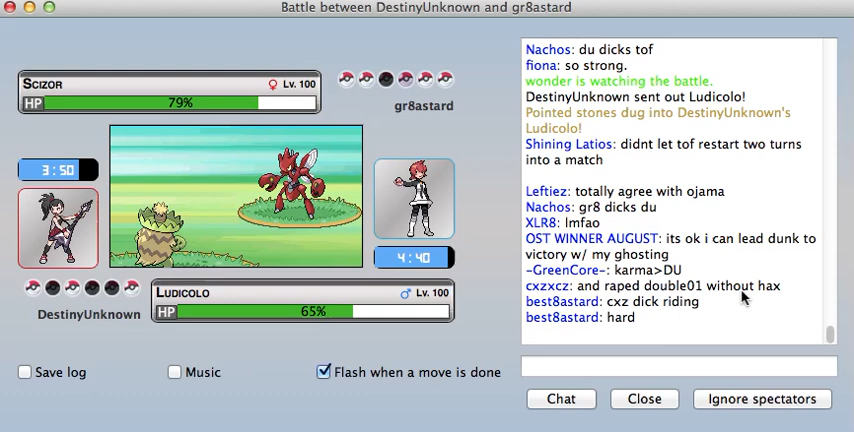 Battle between DestinyUnknown and gr8astard
SCIZOR ♀ Lv. 100
HP 79%
gr8astard
3:50
4:40
DestinyUnknown
LUDICOLO ♂ Lv. 100
HP 65%
Save log
Music
Flash when a move is done
Nachos: du dicks tof
fiona: so strong.
wonder is watching the battle.
DestinyUnknown sent out Ludicolo!
Pointed stones dug into DestinyUnknown's
Ludicolo!
Shining Latios: didnt let tof restart two turns
into a match
Leftiez: totally agree with ojama
Nachos: gr8 dicks du
XLR8: lmfao
OST WINNER AUGUST: its ok i can lead dunk to
victory w/ my ghosting
-GreenCore-: karma>DU
cxzxcz: and raped double01 without hax
best8astard: cxz dick riding
best8astard: hard
Chat
Close
Ignore spectators